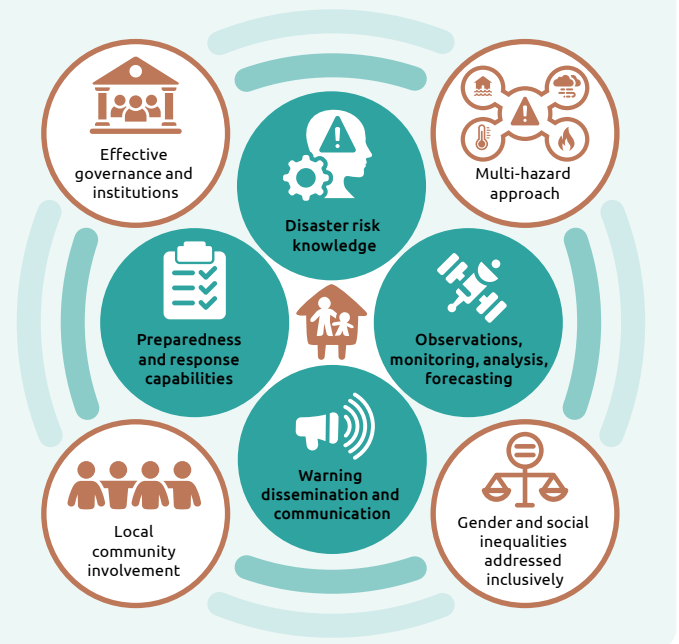 Effective
governance and
institutions
Multi-hazard
approach
Disaster risk
knowledge
Preparedness
and response
capabilities
Observations,
monitoring, analysis,
forecasting
Warning
dissemination and
communication
Local
community
involvement
Gender and social
inequalities
addressed
inclusively